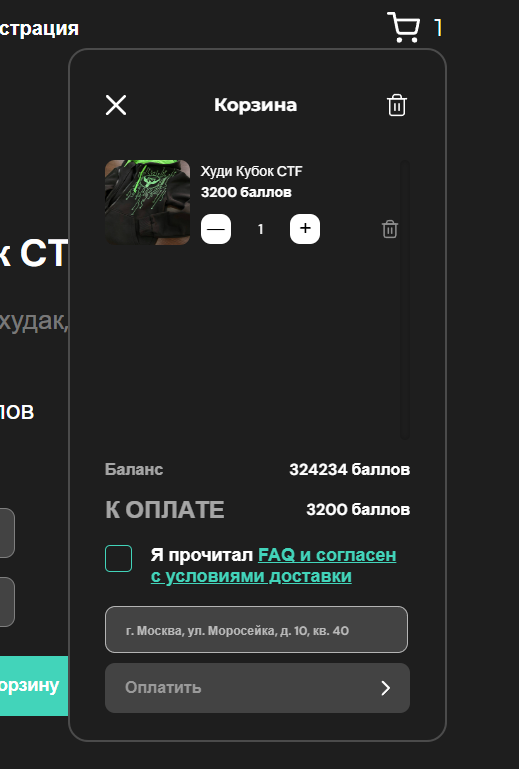 страция
1
Корзина
Худи Кубок CTF
3200 баллов
— 1 +
к CT
худак,
лов
Баланс 324234 баллов
К ОПЛАТЕ 3200 баллов
Я прочитал FAQ и согласен
с условиями доставки
г. Москва, ул. Моросейка, д. 10, кв. 40
орзину
Оплатить